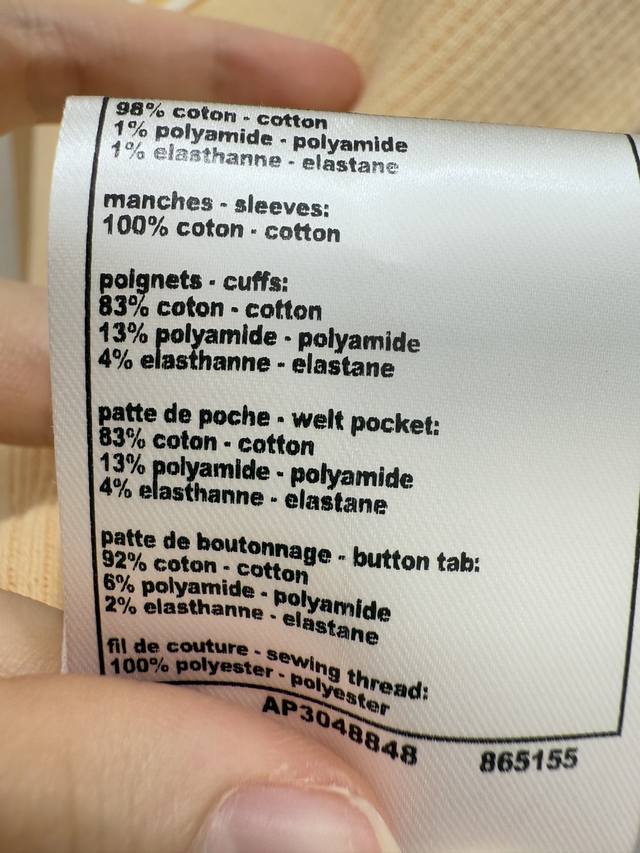 98% coton - cotton
1% polyamide - polyamide
1% elasthanne - elastane
manches - sleeves:
100% coton - cotton
poignets - cuffs:
83% coton - cotton
13% polyamide - polyamide
4% elasthanne - elastane
patte de poche - welt pocket:
83% coton - cotton
13% polyamide - polyamide
4% elasthanne - elastane
patte de boutonnage - button tab:
92% coton - cotton
6% polyamide - polyamide
2% elasthanne - elastane
fil de couture - sewing thread:
100% polyester - polyester
AP3048848 865155